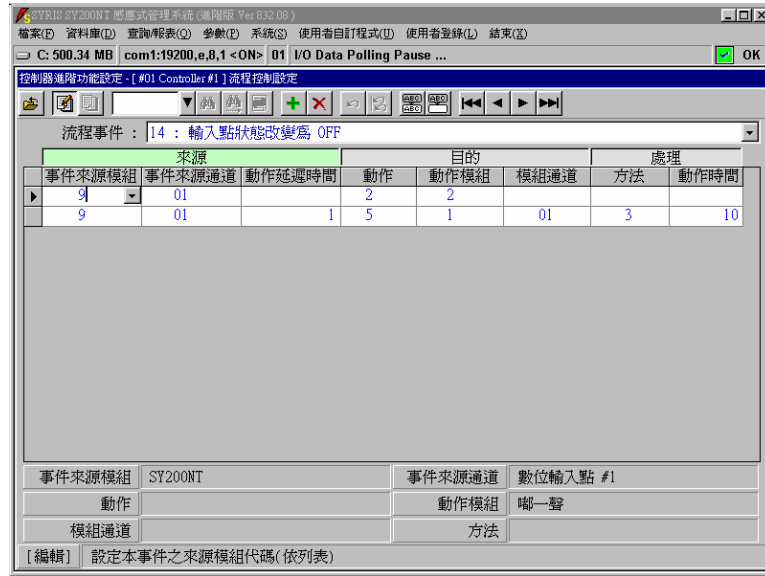 SYRIS SY200NT 感應式管理系統 (進階版 Ver 8.32.08 )
檔案(F) 資料庫(D) 查詢/報表(Q) 參數(P) 系統(S) 使用者自訂程式(U) 使用者登錄(L) 結束(X)
C: 500.34 MB com1:19200,e,8,1 <ON> 01 I/O Data Polling Pause ... OK
控制器進階功能設定 - [ #01 Controller #1 ] 流程控制設定
流程事件 : 14 : 輸入點狀態改變為 OFF
來源 目的 處理
事件來源模組 事件來源通道 動作延遲時間 動作 動作模組 模組通道 方法 動作時間
9 01 2 2
9 01 1 5 1 01 3 10
事件來源模組 SY200NT 事件來源通道 數位輸入點 #1
動作 動作模組 嘟一聲
模組通道 方法
[編輯] 設定本事件之來源模組代碼(依列表)